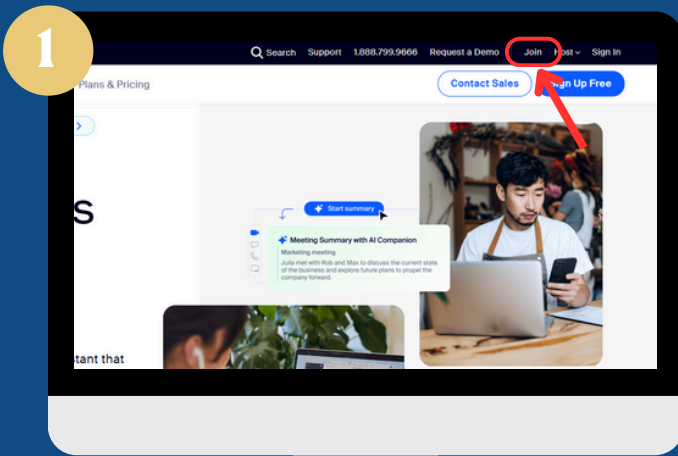 1
Search Support 1.888.799.9666 Request a Demo Join Host Sign In
Plans & Pricing
Contact Sales
Sign Up Free
S
Start summary
Meeting Summary with AI Companion
Marketing meeting
Julia met with Rob and Max to discuss the current state
of the business and explore future plans to propel the
company forward.
tant that